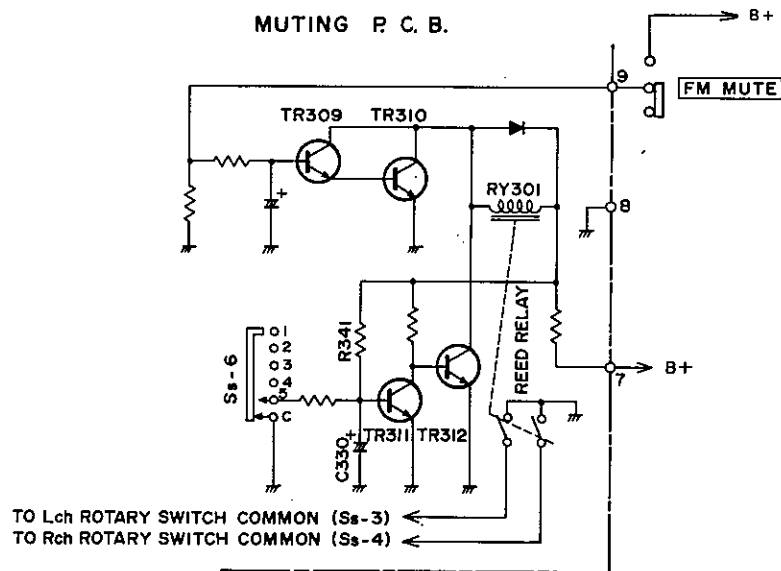 MUTING P. C. B.
B+
9
FM MUTE
TR309
TR310
+
RY301
8
R341
REED RELAY
Ss-6
1
2
3
4
5
C
7
B+
C330
+
TR311
TR312
TO Lch ROTARY SWITCH COMMON (Ss-3)
TO Rch ROTARY SWITCH COMMON (Ss-4)